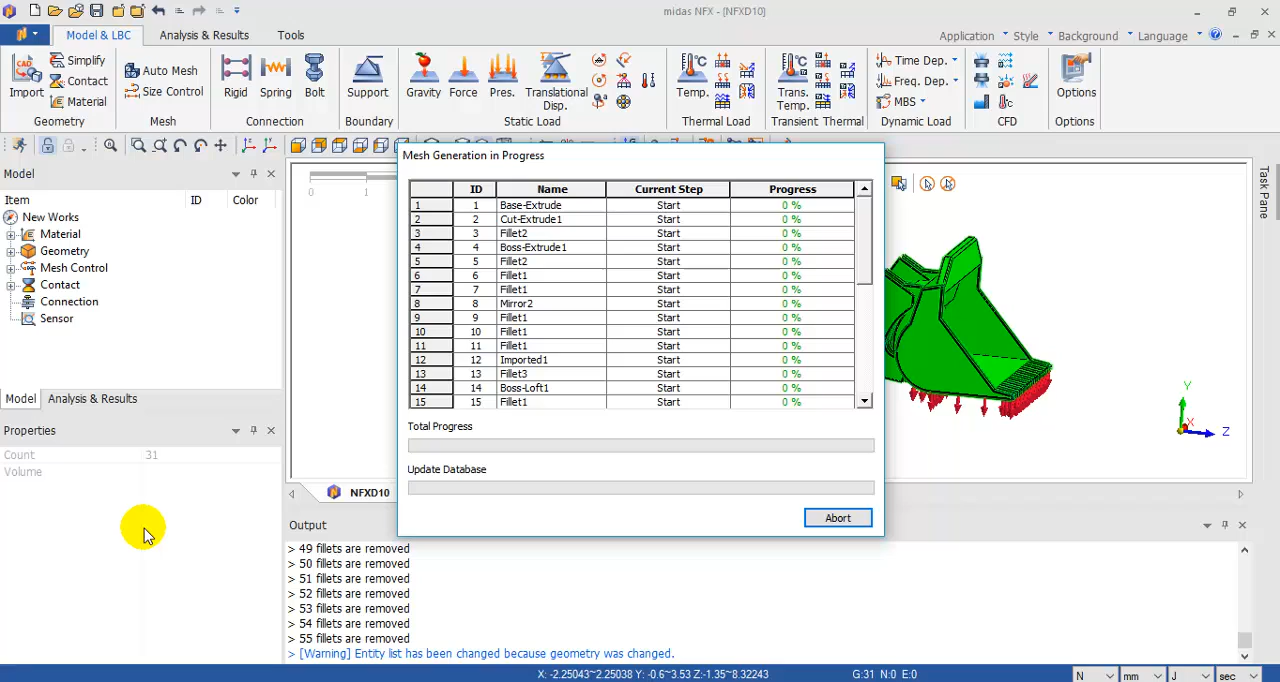 midas NFX - [NFXD10]
Model & LBC
Analysis & Results
Tools
Application
Style
Background
Language
Import
Simplify
Contact
Material
Geometry
Auto Mesh
Size Control
Mesh
Rigid
Spring
Bolt
Connection
Support
Boundary
Gravity
Force
Pres.
Translational
Disp.
Static Load
Temp.
Thermal Load
Trans.
Temp.
Transient Thermal
Time Dep.
Freq. Dep.
MBS
Dynamic Load
CFD
Options
Options
Model
Item ID Color
New Works
Material
Geometry
Mesh Control
Contact
Connection
Sensor
Model
Analysis & Results
Properties
Count 31
Volume
0 1
Mesh Generation in Progress
ID Name Current Step Progress
1 1 Base-Extrude Start 0 %
2 2 Cut-Extrude1 Start 0 %
3 3 Fillet2 Start 0 %
4 4 Boss-Extrude1 Start 0 %
5 5 Fillet2 Start 0 %
6 6 Fillet1 Start 0 %
7 7 Fillet1 Start 0 %
8 8 Mirror2 Start 0 %
9 9 Fillet1 Start 0 %
10 10 Fillet1 Start 0 %
11 11 Fillet1 Start 0 %
12 12 Imported1 Start 0 %
13 13 Fillet3 Start 0 %
14 14 Boss-Loft1 Start 0 %
15 15 Fillet1 Start 0 %
Total Progress
Update Database
Abort
Task Pane
Y
X
Z
NFXD10
Output
> 49 fillets are removed
> 50 fillets are removed
> 51 fillets are removed
> 52 fillets are removed
> 53 fillets are removed
> 54 fillets are removed
> 55 fillets are removed
> [Warning] Entity list has been changed because geometry was changed.
X: -2.25043~2.25038 Y: -0.6~3.53 Z:-1.35~8.32243
G:31 N:0 E:0
N
mm
J
sec